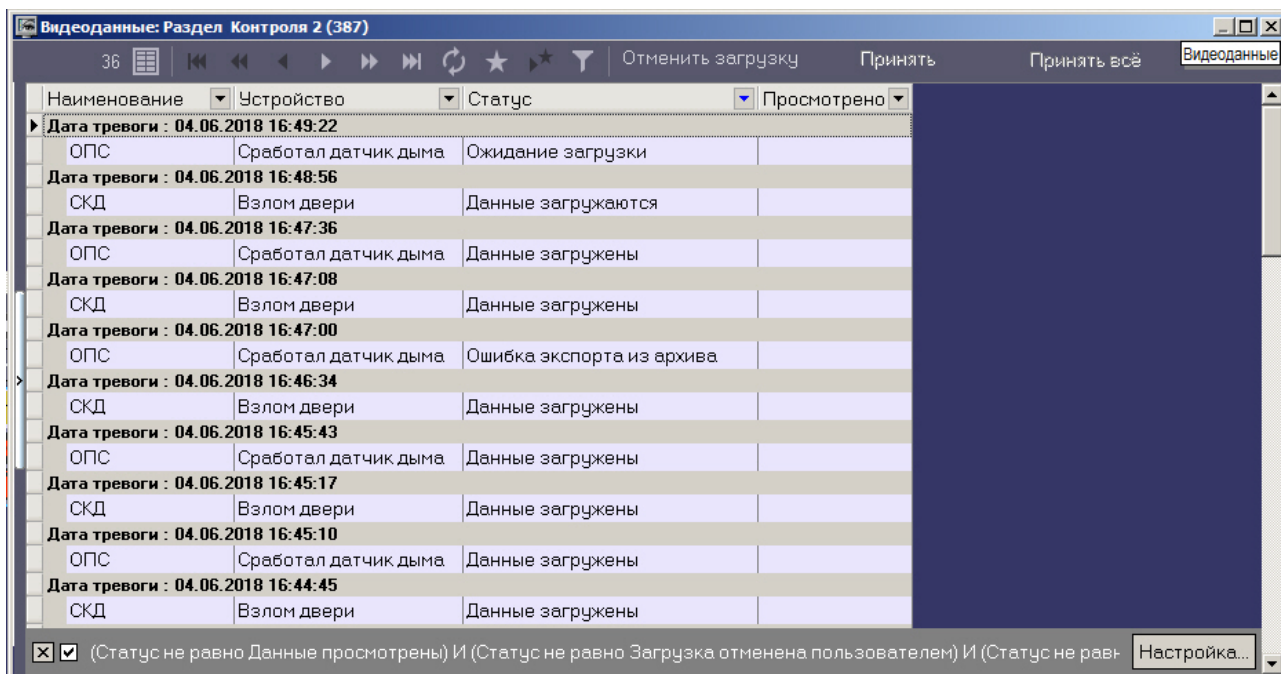 Видеоданные: Раздел Контроля 2 (387)
36 Отменить загрузку Принять Принять всё Видеоданные
Наименование Устройство Статус Просмотрено
Дата тревоги : 04.06.2018 16:49:22
ОПС Сработал датчик дыма Ожидание загрузки
Дата тревоги : 04.06.2018 16:48:56
СКД Взлом двери Данные загружаются
Дата тревоги : 04.06.2018 16:47:36
ОПС Сработал датчик дыма Данные загружены
Дата тревоги : 04.06.2018 16:47:08
СКД Взлом двери Данные загружены
Дата тревоги : 04.06.2018 16:47:00
ОПС Сработал датчик дыма Ошибка экспорта из архива
Дата тревоги : 04.06.2018 16:46:34
СКД Взлом двери Данные загружены
Дата тревоги : 04.06.2018 16:45:43
ОПС Сработал датчик дыма Данные загружены
Дата тревоги : 04.06.2018 16:45:17
СКД Взлом двери Данные загружены
Дата тревоги : 04.06.2018 16:45:10
ОПС Сработал датчик дыма Данные загружены
Дата тревоги : 04.06.2018 16:44:45
СКД Взлом двери Данные загружены
(Статус не равно Данные просмотрены) И (Статус не равно Загрузка отменена пользователем) И (Статус не Настройка...